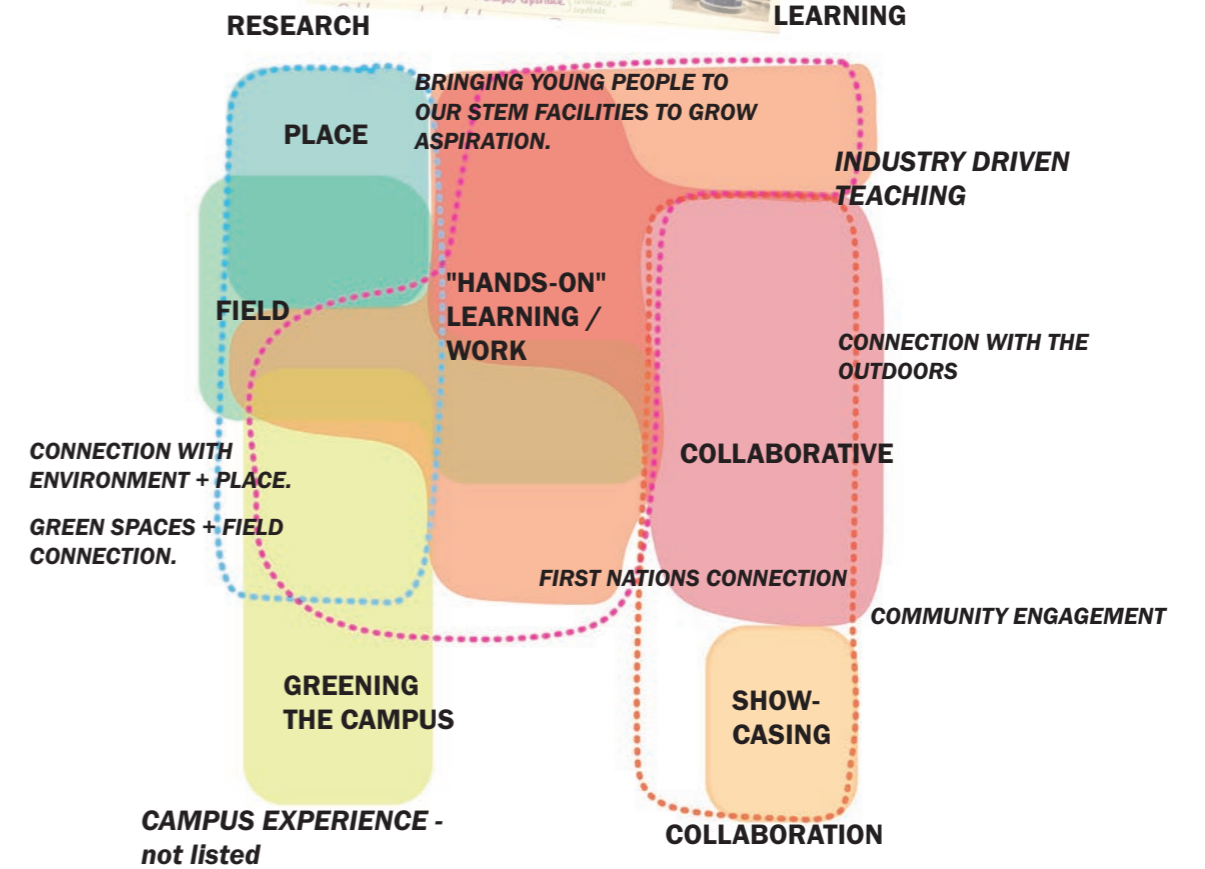 RESEARCH
LEARNING
BRINGING YOUNG PEOPLE TO
OUR STEM FACILITIES TO GROW
ASPIRATION.
PLACE
INDUSTRY DRIVEN
TEACHING
"HANDS-ON"
LEARNING /
WORK
FIELD
CONNECTION WITH THE
OUTDOORS
CONNECTION WITH
ENVIRONMENT + PLACE.
COLLABORATIVE
GREEN SPACES + FIELD
CONNECTION.
FIRST NATIONS CONNECTION
COMMUNITY ENGAGEMENT
GREENING
THE CAMPUS
SHOW-
CASING
CAMPUS EXPERIENCE -
not listed
COLLABORATION